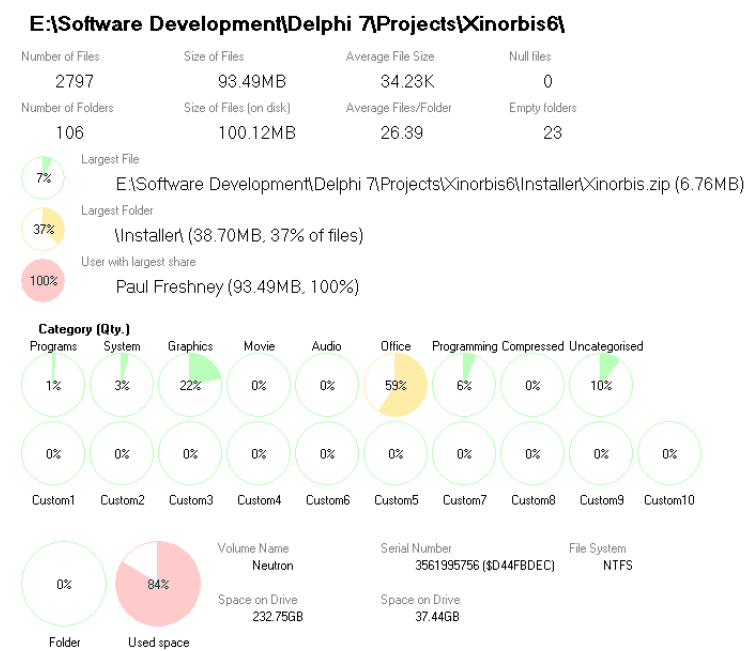 E:\Software Development\Delphi 7\Projects\Xinorbis6\
Number of Files Size of Files Average File Size Null files
2797 93.49MB 34.23K 0
Number of Folders Size of Files (on disk) Average Files/Folder Empty folders
106 100.12MB 26.39 23
Largest File
7% E:\Software Development\Delphi 7\Projects\Xinorbis6\Installer\Xinorbis.zip (6.76MB)
Largest Folder
37% \Installer\ (38.70MB, 37% of files)
User with largest share
100% Paul Freshney (93.49MB, 100%)
Category (Qty.)
Programs System Graphics Movie Audio Office Programming Compressed Uncategorised
1% 3% 22% 0% 0% 59% 6% 0% 10%
0% 0% 0% 0% 0% 0% 0% 0% 0% 0%
Custom1 Custom2 Custom3 Custom4 Custom6 Custom5 Custom7 Custom8 Custom9 Custom10
Volume Name Serial Number File System
Neutron 3561995756 ($D44FBDEC) NTFS
0% 84%
Space on Drive Space on Drive
232.75GB 37.44GB
Folder Used space